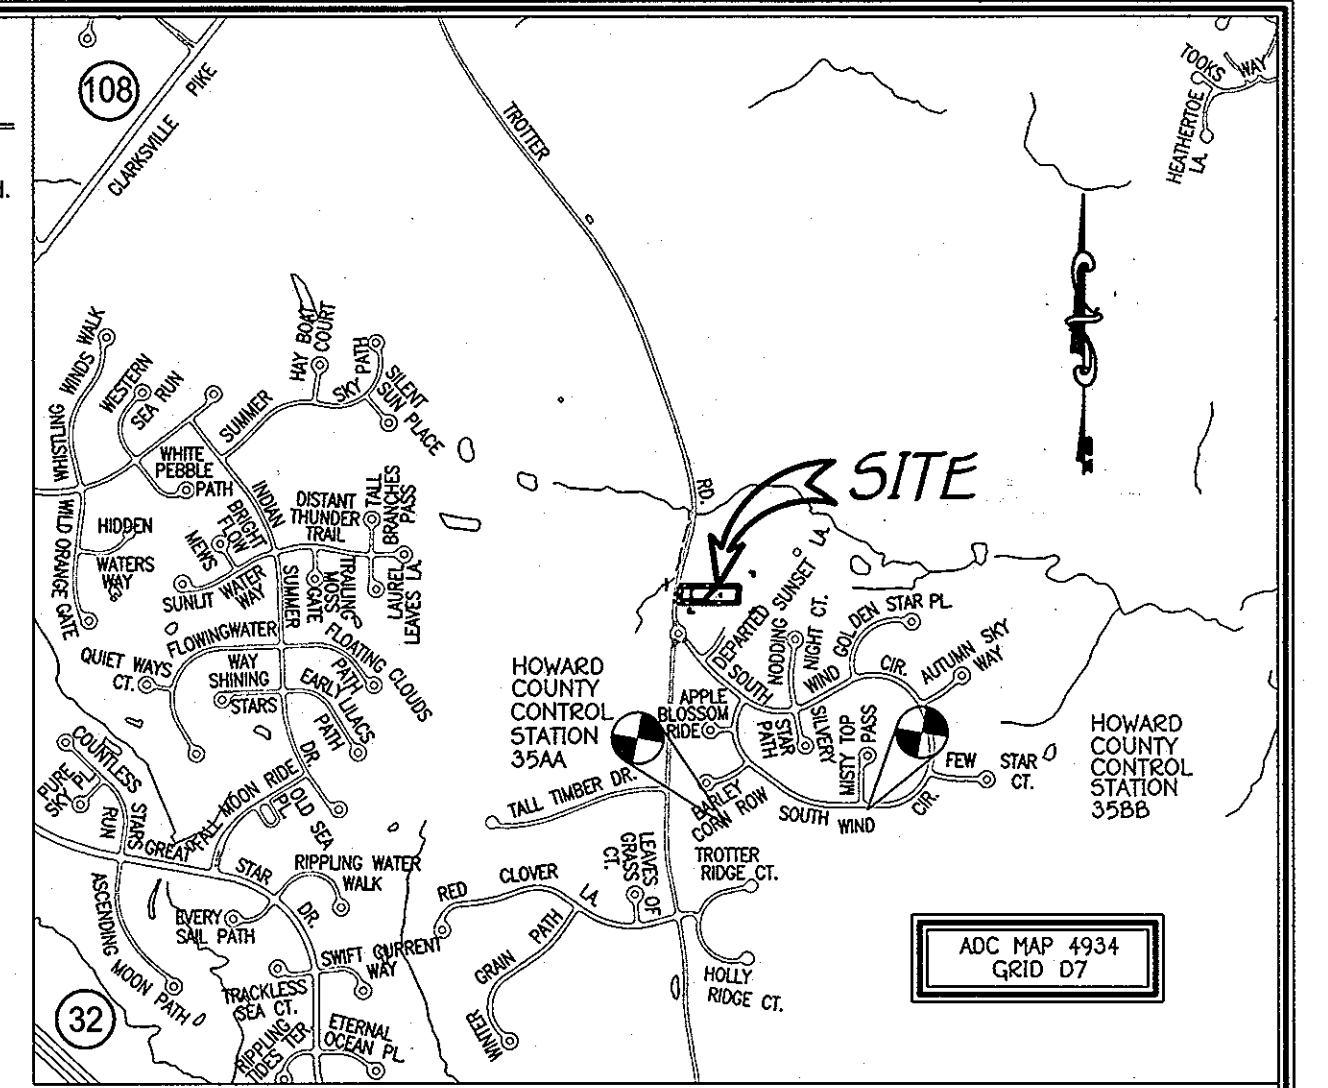 d.
108
CLARKSVILLE PIKE
TROTTER
RD.
TOOKS WAY
HEATHERTOE
LA.
WHISTLING
WINDS WALK
WESTERN
SEA RUN
HAY BOAT
COURT
SUMMER
SKY PATH
SILENT
SUN PLACE
WHITE
PEBBLE
PATH
INDIAN
WILD ORANGE GATE
HIDDEN
WATERS
WAY
BRIGHT
FLOW
MEWS
DISTANT
THUNDER
TRAIL
TALL
BRANCHES
PASS
SUNLIT WATER
WAY
SUMMER
TRAILING
MOSS
GATE
LAUREL
LEAVES LA.
SITE
DEPARTED SUNSET LA.
FLOWINGWATER
WAY
FLOATING CLOUDS
PATH
QUIET WAYS
CT.
SHINING
STARS
EARLY LILACS
PATH
DR.
NODDING
NIGHT CT.
GOLDEN STAR PL.
SOUTH
WIND
CIR.
AUTUMN SKY
WAY
HOWARD
COUNTY
CONTROL
STATION
35AA
APPLE
BLOSSOM
RIDE
STAR
PATH
SILVERY
MISTY TOP
PASS
HOWARD
COUNTY
CONTROL
STATION
35BB
FEW
STAR
CT.
COUNTLESS
STARS
RUN
PURE
SKY PL.
FALL MOON RIDE
OLD SEA
PL.
TALL TIMBER DR.
BARLEY
CORN ROW
SOUTH
WIND
CIR.
GREAT
STAR
DR.
RIPPLING WATER
WALK
LEAVES OF
GRASS
CT.
TROTTER
RIDGE CT.
RED
CLOVER
LA.
ASCENDING MOON PATH
EVERY
SAIL PATH
SWIFT CURRENT
WAY
WINTER
GRAIN
PATH
HOLLY
RIDGE CT.
ADC MAP 4934
GRID D7
32
TRACKLESS
SEA CT.
RIPPLING
TIDES TER.
ETERNAL
OCEAN PL.